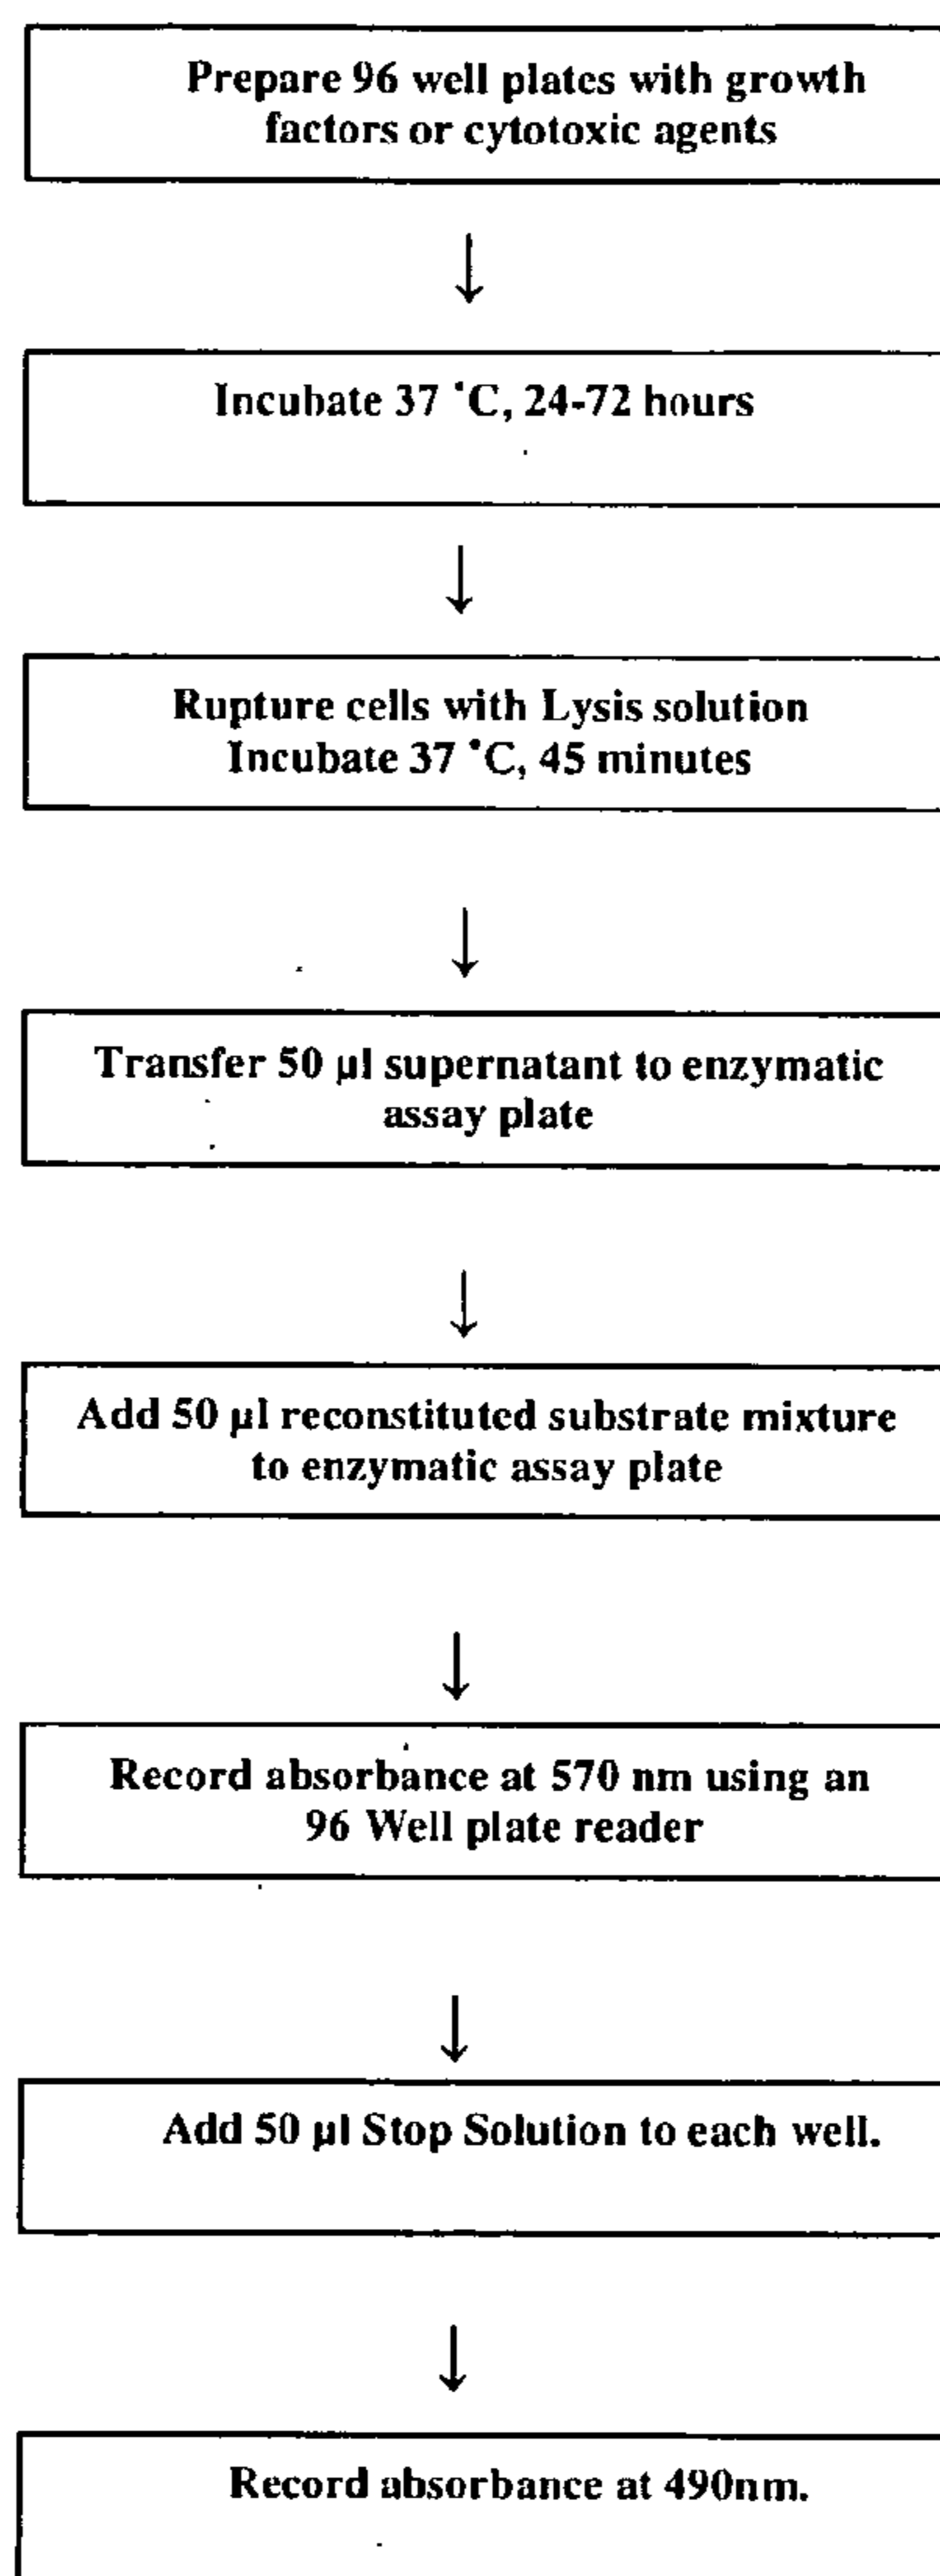 Prepare 96 well plates with growth
factors or cytotoxic agents
Incubate 37 °C, 24-72 hours
Rupture cells with Lysis solution
Incubate 37 °C, 45 minutes
Transfer 50 µl supernatant to enzymatic
assay plate
Add 50 µl reconstituted substrate mixture
to enzymatic assay plate
Record absorbance at 570 nm using an
96 Well plate reader
Add 50 µl Stop Solution to each well.
Record absorbance at 490nm.